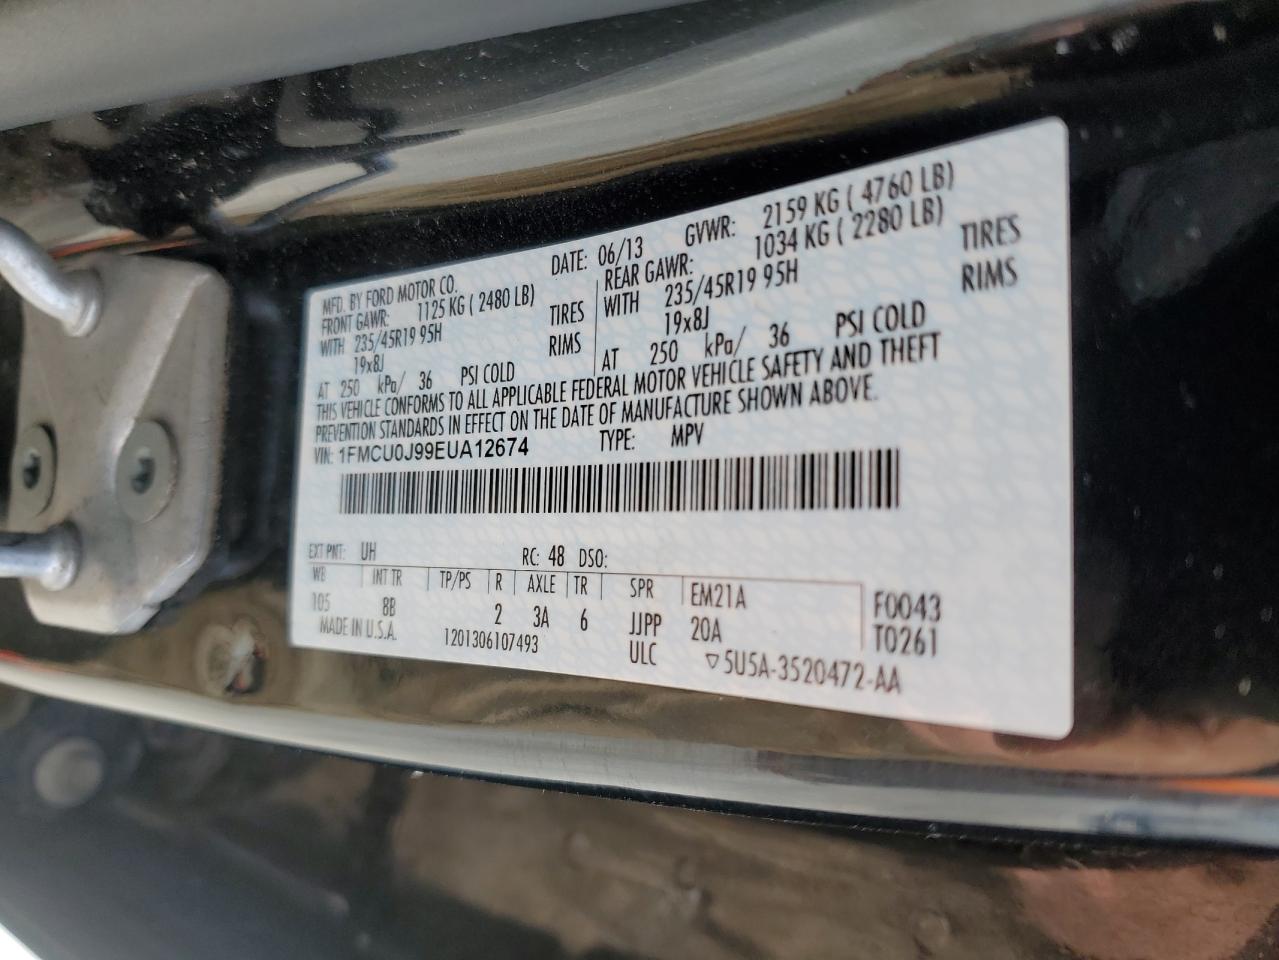 MFD. BY FORD MOTOR CO. DATE: 06/13 GVWR: 2159 KG ( 4760 LB)
FRONT GAWR: 1125 KG ( 2480 LB) REAR GAWR: 1034 KG ( 2280 LB)
WITH 235/45R19 95H TIRES WITH 235/45R19 95H TIRES
19x8J RIMS 19x8J RIMS
AT 250 kPa/ 36 PSI COLD AT 250 kPa/ 36 PSI COLD
THIS VEHICLE CONFORMS TO ALL APPLICABLE FEDERAL MOTOR VEHICLE SAFETY AND THEFT
PREVENTION STANDARDS IN EFFECT ON THE DATE OF MANUFACTURE SHOWN ABOVE.
VIN: 1FMCU0J99EUA12674 TYPE: MPV
EXT PNT: UH RC: 48 DSO:
WB INT TR TP/PS R AXLE TR SPR EM21A F0043
105 8B 2 3A 6 JJPP 20A T0261
MADE IN U.S.A. 1201306107493 ULC ▽5U5A-3520472-AA